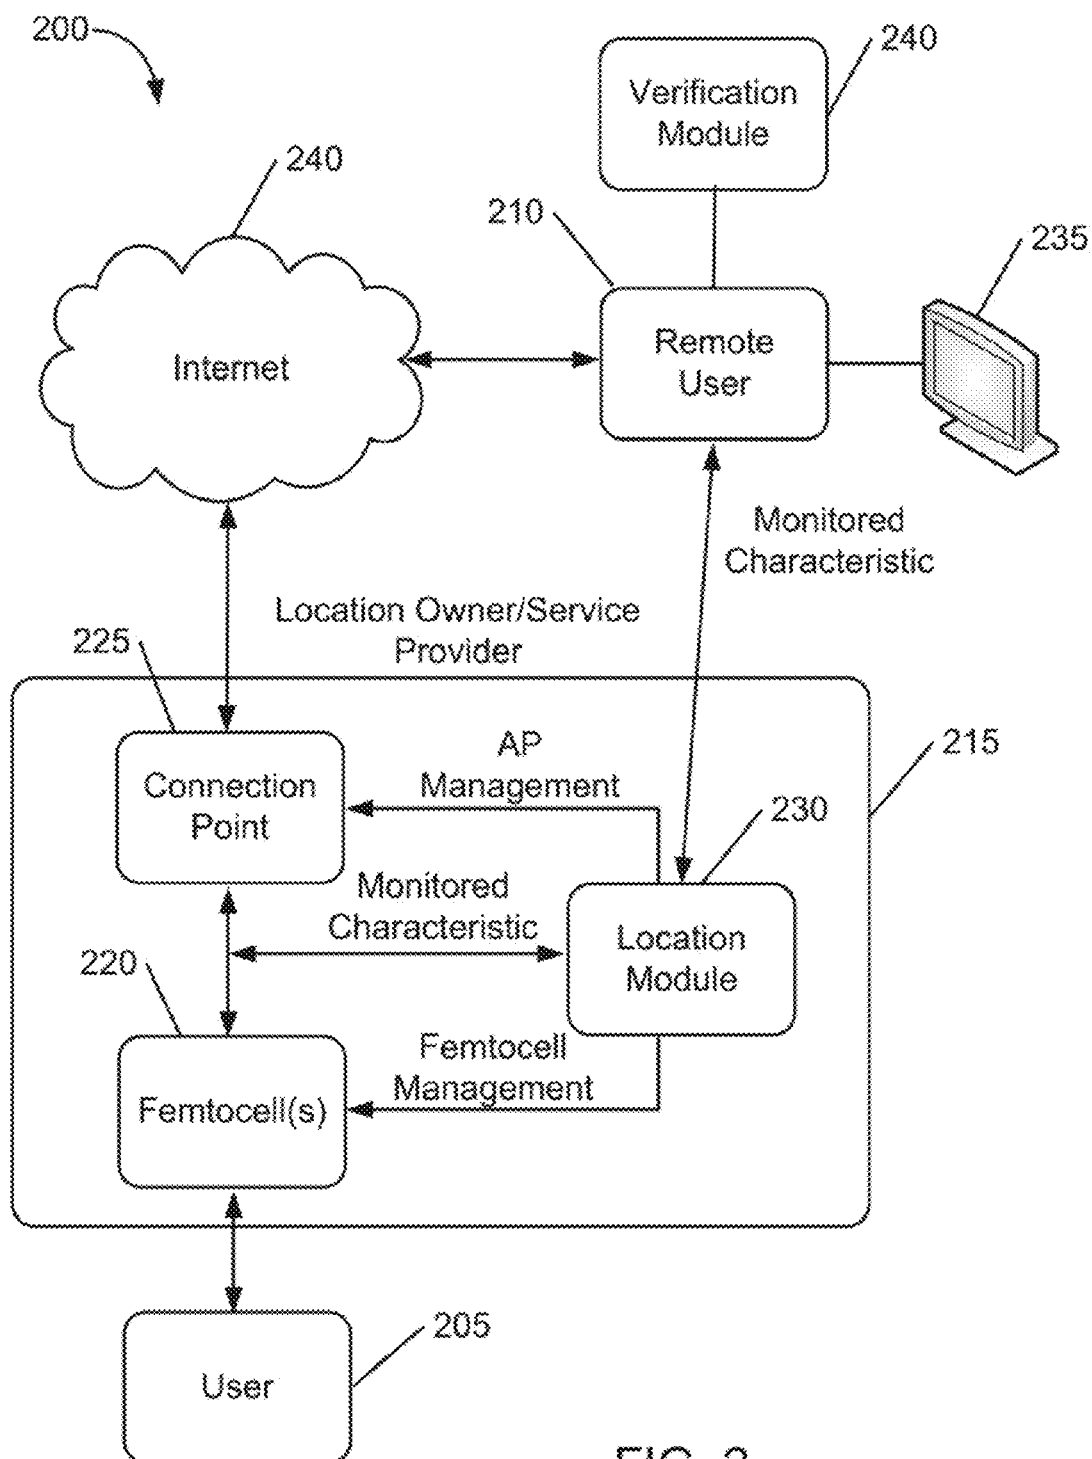 200
240
Verification
Module
240
210
235
Internet
Remote
User
Monitored
Characteristic
Location Owner/Service
Provider
225
215
AP
Management
Connection
Point
230
Monitored
Characteristic
Location
Module
220
Femtocell
Management
Femtocell(s)
205
User
FIG.